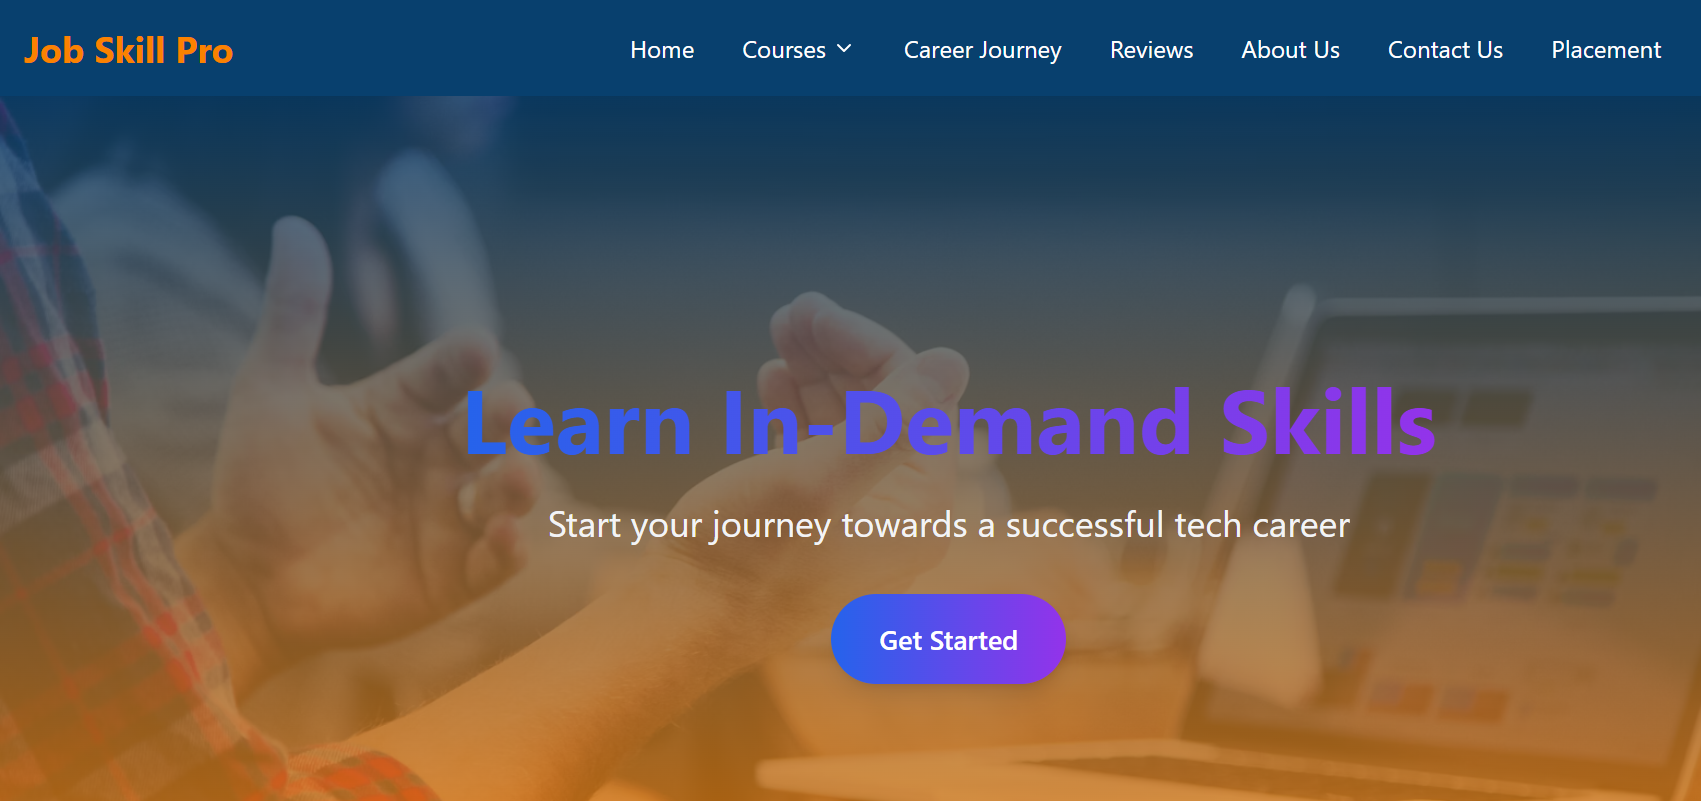 Job Skill Pro
Home Courses Career Journey Reviews About Us Contact Us Placement
Learn In-Demand Skills
Start your journey towards a successful tech career
Get Started